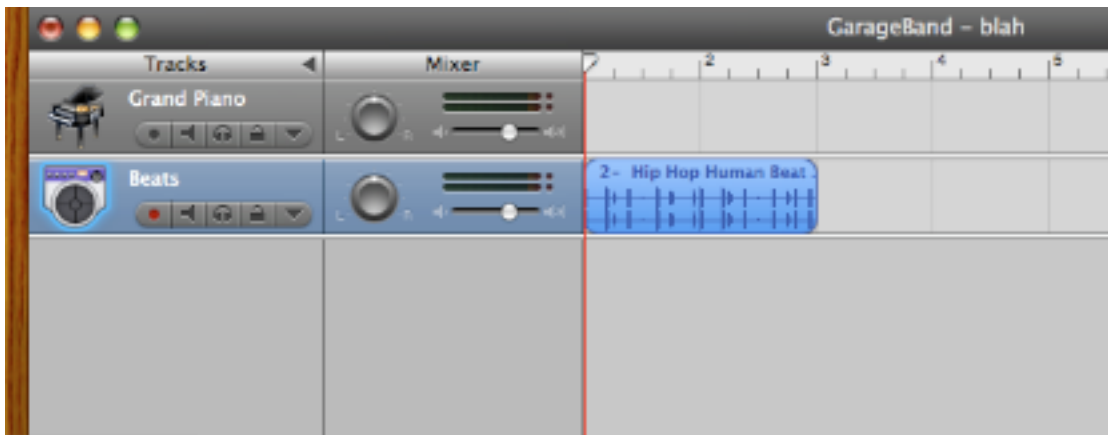 GarageBand – blah
Tracks Mixer 2 3 4 5
Grand Piano
L R
Beats
2- Hip Hop Human Beat
L R